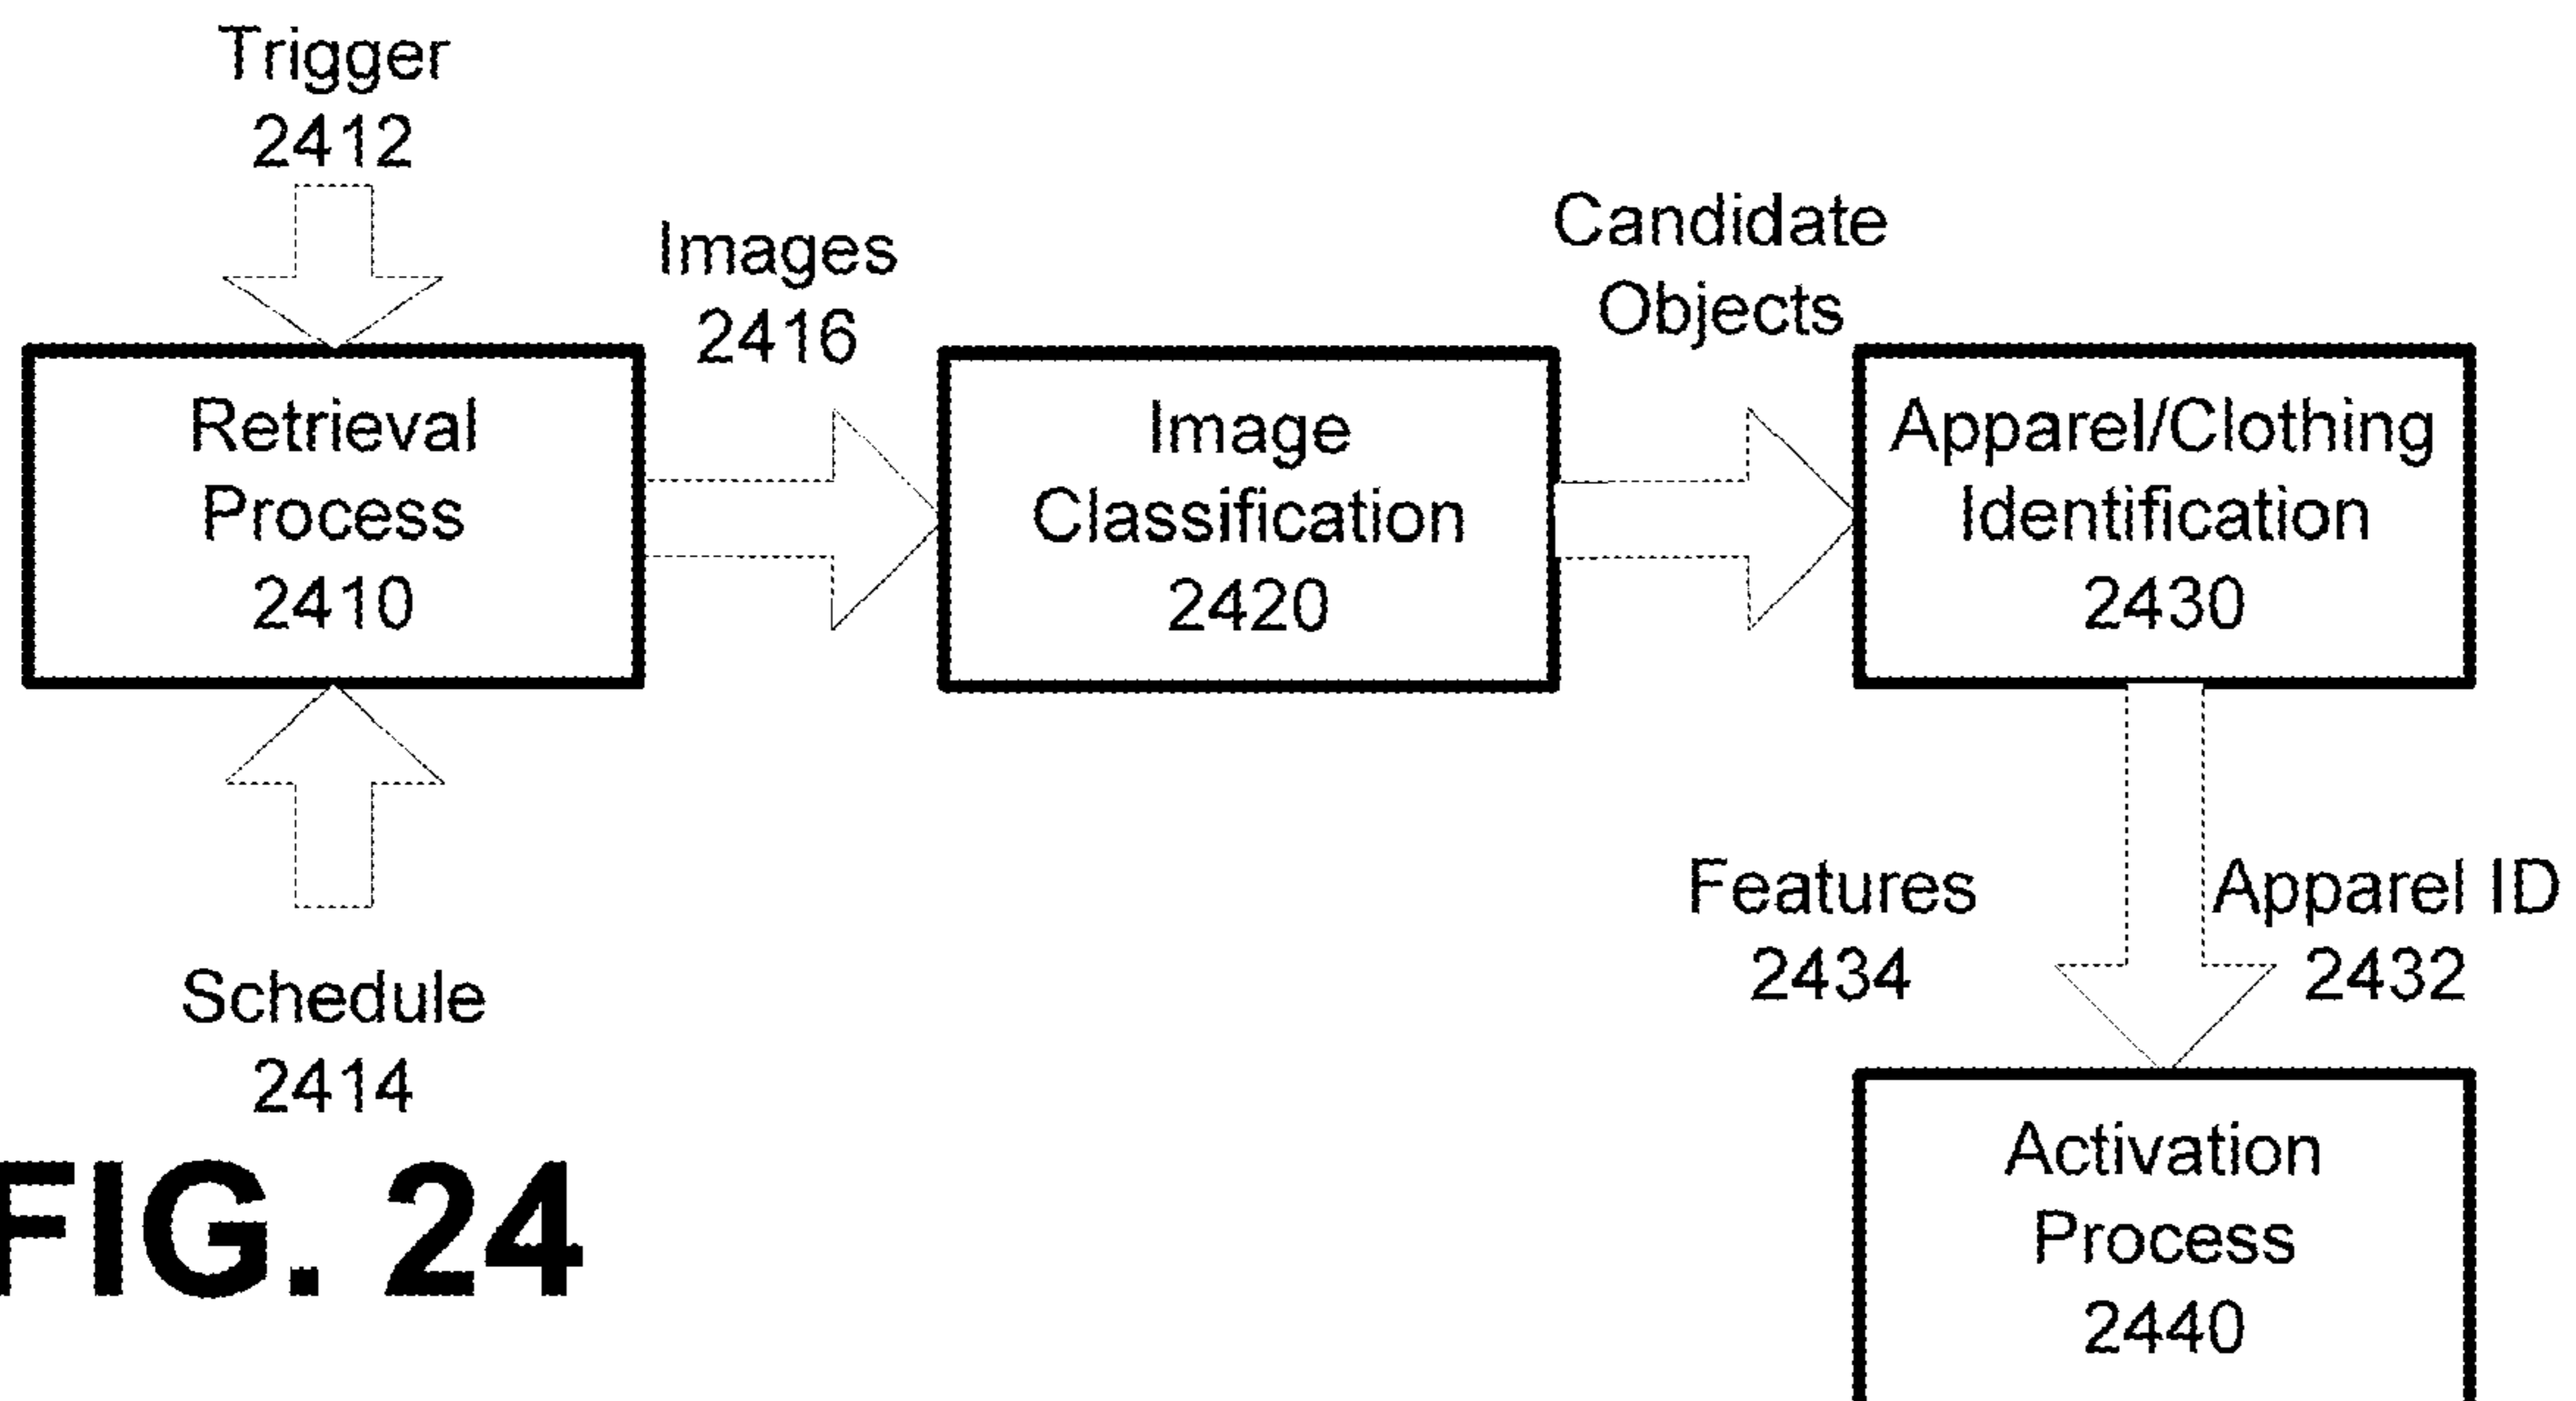 Trigger
2412
Images
2416
Candidate
Objects
Retrieval
Process
2410
Image
Classification
2420
Apparel/Clothing
Identification
2430
Features
2434
Apparel ID
2432
Schedule
2414
Activation
Process
2440
FIG. 24